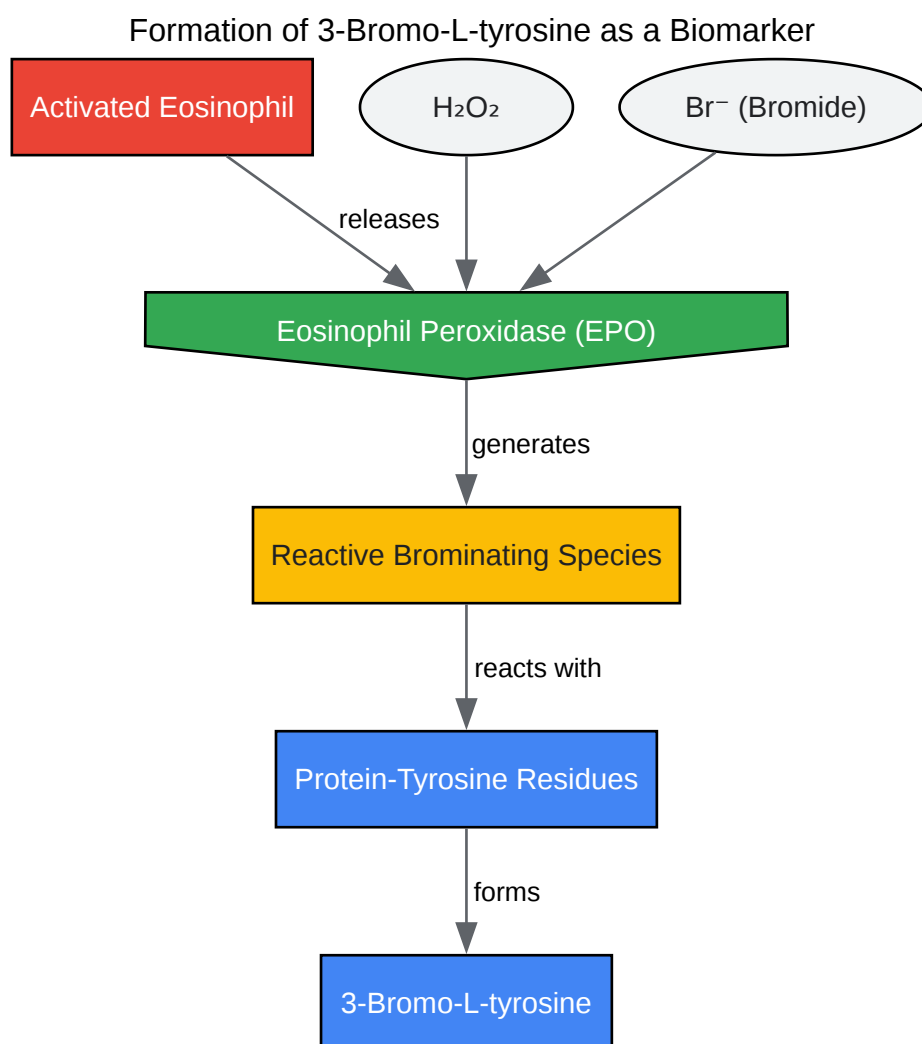 Formation of 3-Bromo-L-tyrosine as a Biomarker
Activated Eosinophil
H₂O₂
Br⁻ (Bromide)
releases
Eosinophil Peroxidase (EPO)
generates
Reactive Brominating Species
reacts with
Protein-Tyrosine Residues
forms
3-Bromo-L-tyrosine